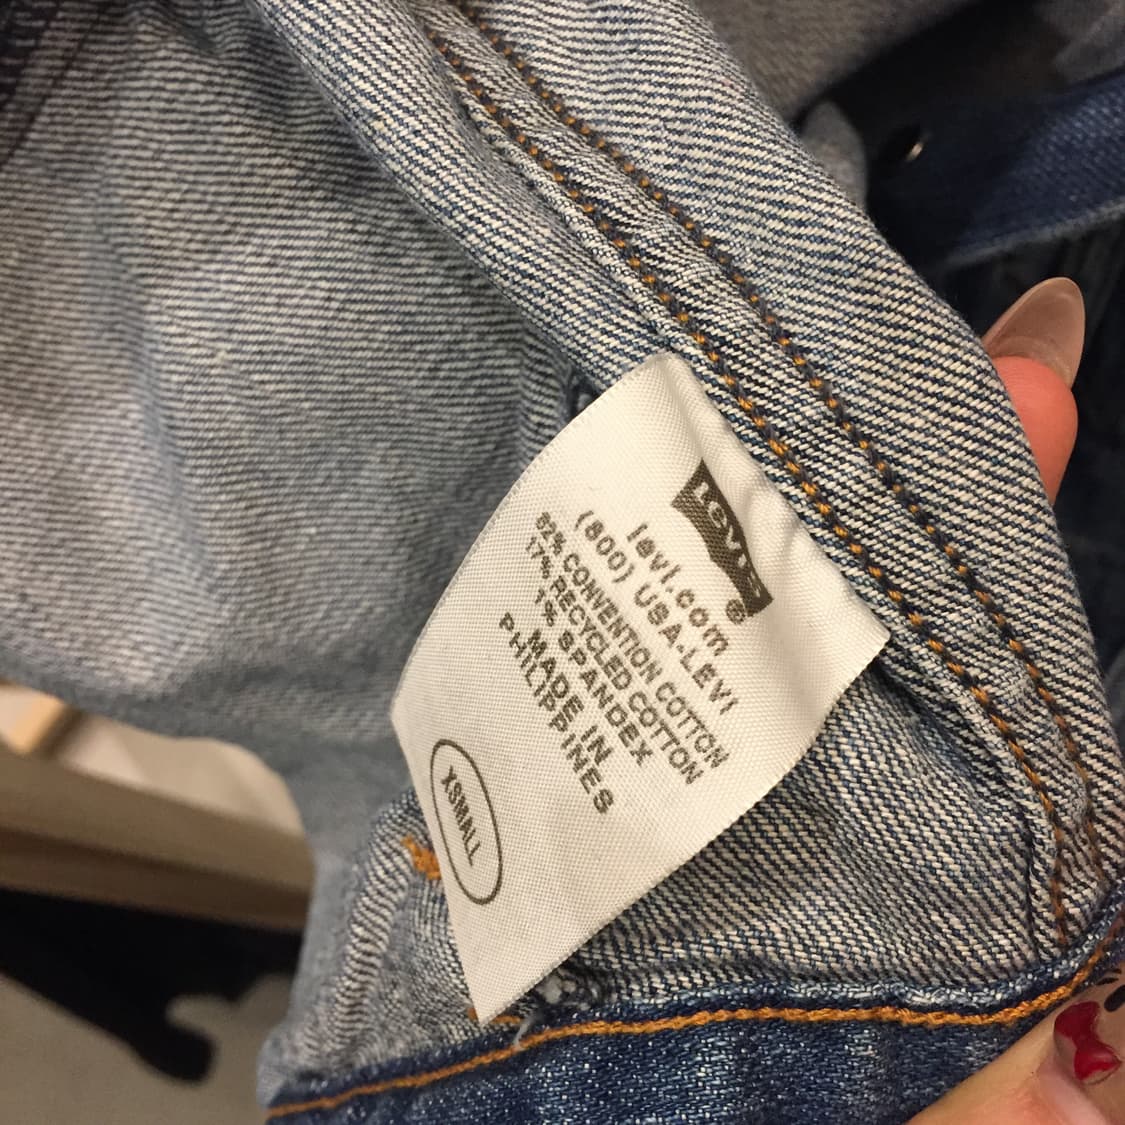 Levi's®
levi.com
(800) USA-LEVI
82% CONVENTION COTTON
17% RECYCLED COTTON
1% SPANDEX
MADE IN
PHILIPPINES
XSMALL